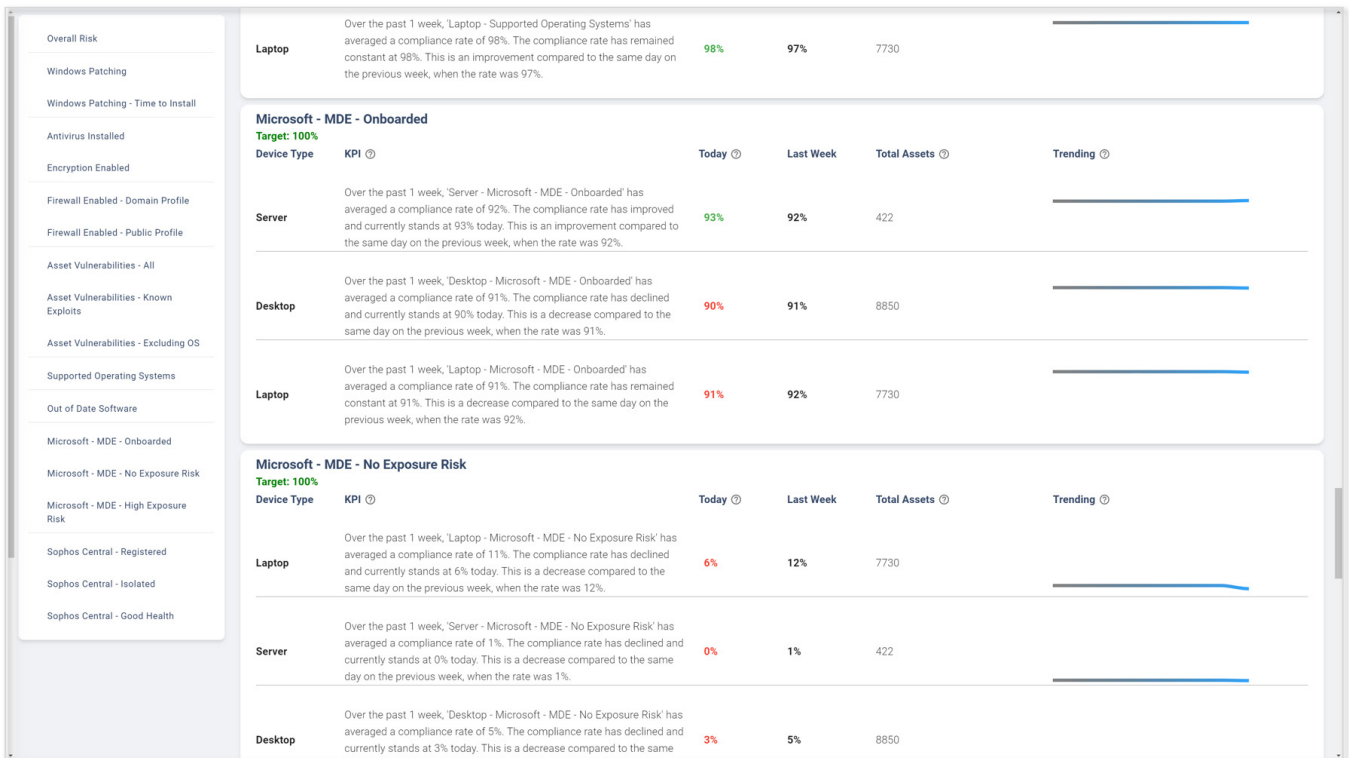 Overall Risk
Windows Patching
Windows Patching - Time to Install
Antivirus Installed
Encryption Enabled
Firewall Enabled - Domain Profile
Firewall Enabled - Public Profile
Asset Vulnerabilities - All
Asset Vulnerabilities - Known
Exploits
Asset Vulnerabilities - Excluding OS
Supported Operating Systems
Out of Date Software
Microsoft - MDE - Onboarded
Microsoft - MDE - No Exposure Risk
Microsoft - MDE - High Exposure
Risk
Sophos Central - Registered
Sophos Central - Isolated
Sophos Central - Good Health
Over the past 1 week, 'Laptop - Supported Operating Systems' has
averaged a compliance rate of 98%. The compliance rate has remained
Laptop constant at 98%. This is an improvement compared to the same day on 98% 97% 7730
the previous week, when the rate was 97%.
Microsoft - MDE - Onboarded
Target: 100%
Device Type KPI ? Today ? Last Week Total Assets ? Trending ?
Over the past 1 week, 'Server - Microsoft - MDE - Onboarded' has
averaged a compliance rate of 92%. The compliance rate has improved
Server and currently stands at 93% today. This is an improvement compared to 93% 92% 422
the same day on the previous week, when the rate was 92%.
Over the past 1 week, 'Desktop - Microsoft - MDE - Onboarded' has
averaged a compliance rate of 91%. The compliance rate has declined
Desktop and currently stands at 90% today. This is a decrease compared to the 90% 91% 8850
same day on the previous week, when the rate was 91%.
Over the past 1 week, 'Laptop - Microsoft - MDE - Onboarded' has
averaged a compliance rate of 91%. The compliance rate has remained
Laptop constant at 91%. This is a decrease compared to the same day on the 91% 92% 7730
previous week, when the rate was 92%.
Microsoft - MDE - No Exposure Risk
Target: 100%
Device Type KPI ? Today ? Last Week Total Assets ? Trending ?
Over the past 1 week, 'Laptop - Microsoft - MDE - No Exposure Risk' has
averaged a compliance rate of 11%. The compliance rate has declined
Laptop and currently stands at 6% today. This is a decrease compared to the 6% 12% 7730
same day on the previous week, when the rate was 12%.
Over the past 1 week, 'Server - Microsoft - MDE - No Exposure Risk' has
averaged a compliance rate of 1%. The compliance rate has declined and
Server currently stands at 0% today. This is a decrease compared to the same 0% 1% 422
day on the previous week, when the rate was 1%.
Over the past 1 week, 'Desktop - Microsoft - MDE - No Exposure Risk' has
averaged a compliance rate of 5%. The compliance rate has declined and
Desktop currently stands at 3% today. This is a decrease compared to the same 3% 5% 8850